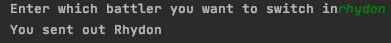 Enter which battler you want to switch inrhydon
You sent out Rhydon